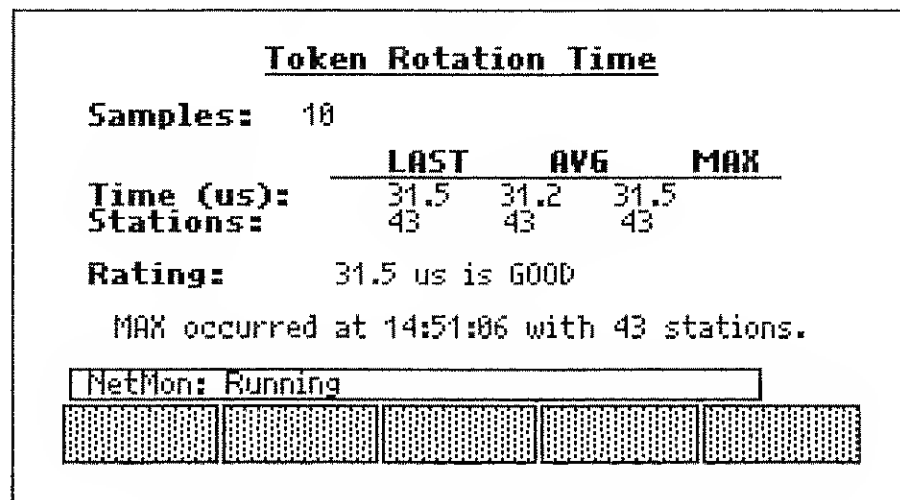 Token Rotation Time
Samples: 10
LAST AVG MAX
Time (us): 31.5 31.2 31.5
Stations: 43 43 43
Rating: 31.5 us is GOOD
MAX occurred at 14:51:06 with 43 stations.
NetMon: Running